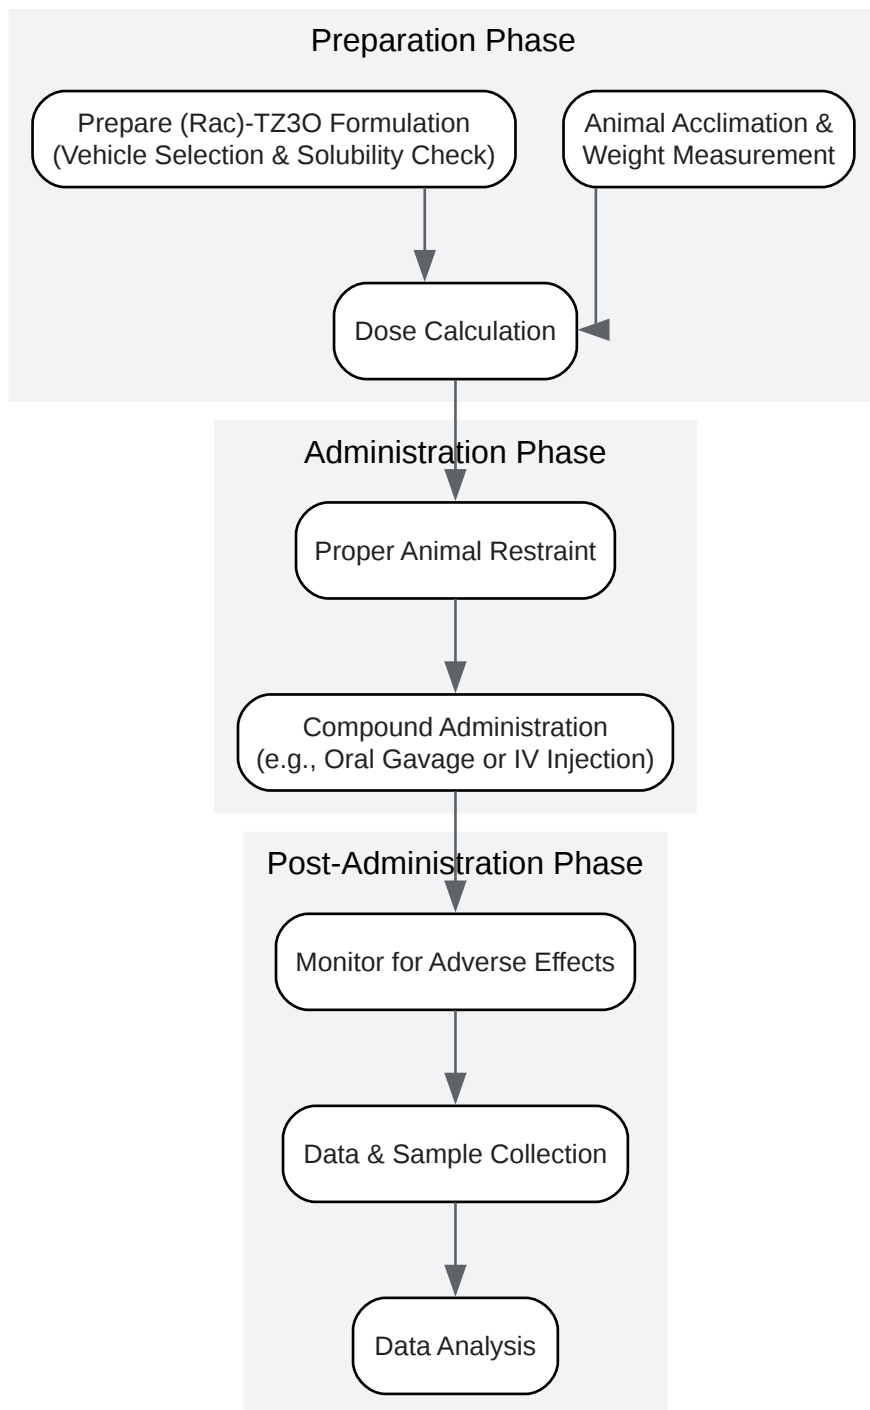 Preparation Phase
Prepare (Rac)-TZ3O Formulation
(Vehicle Selection & Solubility Check)
Animal Acclimation &
Weight Measurement
Dose Calculation
Administration Phase
Proper Animal Restraint
Compound Administration
(e.g., Oral Gavage or IV Injection)
Post-Administration Phase
Monitor for Adverse Effects
Data & Sample Collection
Data Analysis